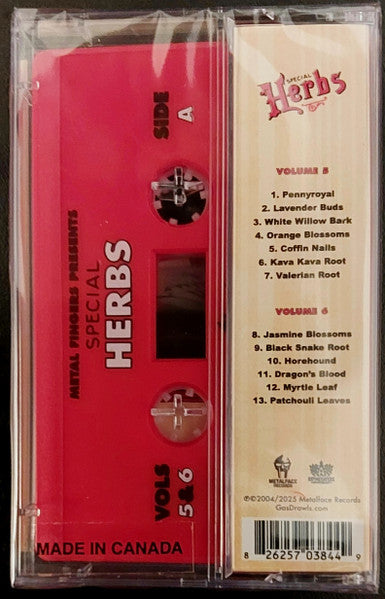 METAL FINGERS PRESENTS
SPECIAL
HERBS
SIDE
A
VOLS
5&6
MADE IN CANADA
SPECIAL
Herbs
VOLUME 5
1. Pennyroyal
2. Lavender Buds
3. White Willow Bark
4. Orange Blossoms
5. Coffin Nails
6. Kava Kava Root
7. Valerian Root
VOLUME 6
8. Jasmine Blossoms
9. Black Snake Root
10. Horehound
11. Dragon's Blood
12. Myrtle Leaf
13. Patchouli Leaves
METALFACE
RECORDS
℗©2004/2025 Metalface Records
GasDrawls.com
8 26257 03844 9